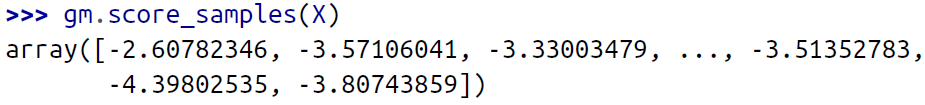 >>> gm.score_samples(X)
array([-2.60782346, -3.57106041, -3.33003479, ..., -3.51352783,
       -4.39802535, -3.80743859])